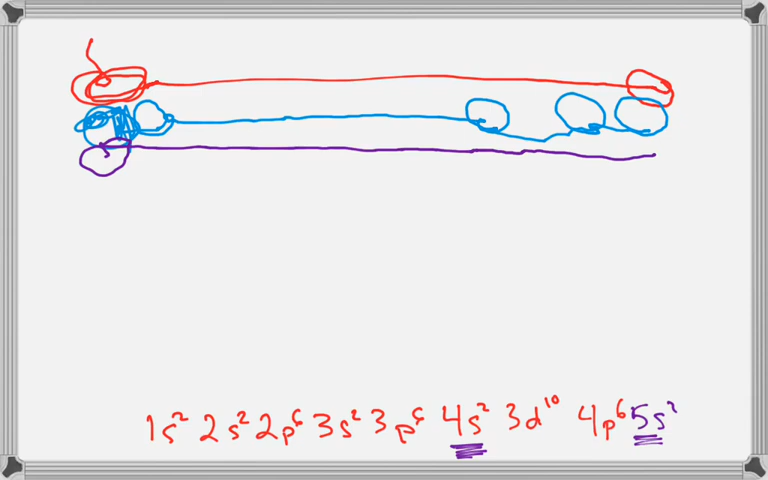 1s² 2s² 2p⁶ 3s² 3p⁶ 4s² 3d¹⁰ 4p⁶ 5s²